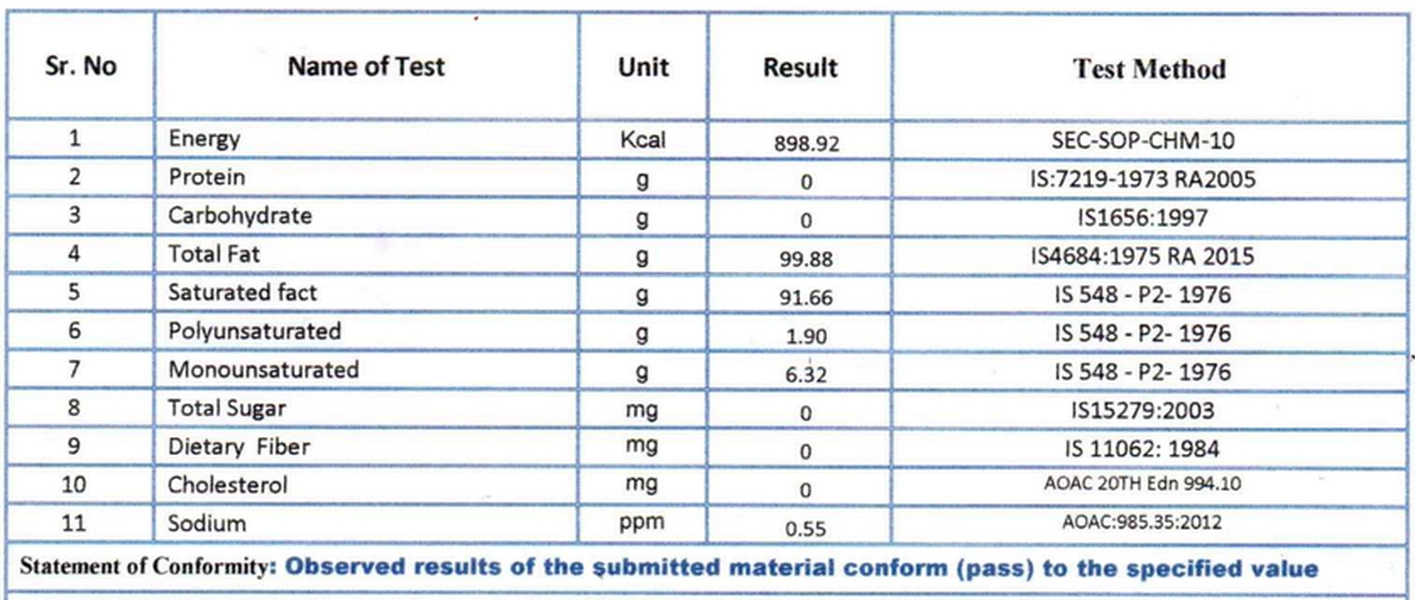 Sr. No Name of Test Unit Result Test Method
1 Energy Kcal 898.92 SEC-SOP-CHM-10
2 Protein g 0 IS:7219-1973 RA2005
3 Carbohydrate g 0 IS1656:1997
4 Total Fat g 99.88 IS4684:1975 RA 2015
5 Saturated fact g 91.66 IS 548 - P2- 1976
6 Polyunsaturated g 1.90 IS 548 - P2- 1976
7 Monounsaturated g 6.32 IS 548 - P2- 1976
8 Total Sugar mg 0 IS15279:2003
9 Dietary Fiber mg 0 IS 11062: 1984
10 Cholesterol mg 0 AOAC 20TH Edn 994.10
11 Sodium ppm 0.55 AOAC:985.35:2012
Statement of Conformity: Observed results of the submitted material conform (pass) to the specified value